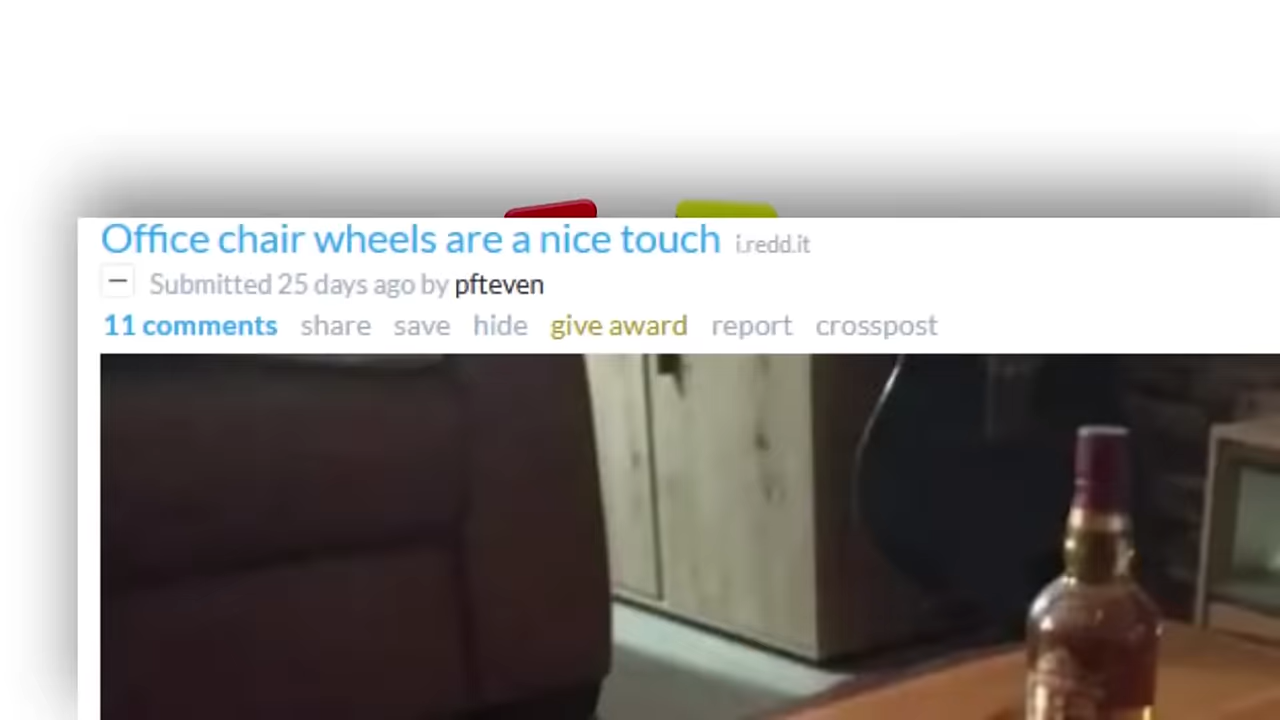 Office chair wheels are a nice touch i.redd.it
Submitted 25 days ago by pfteven
11 comments share save hide give award report crosspost